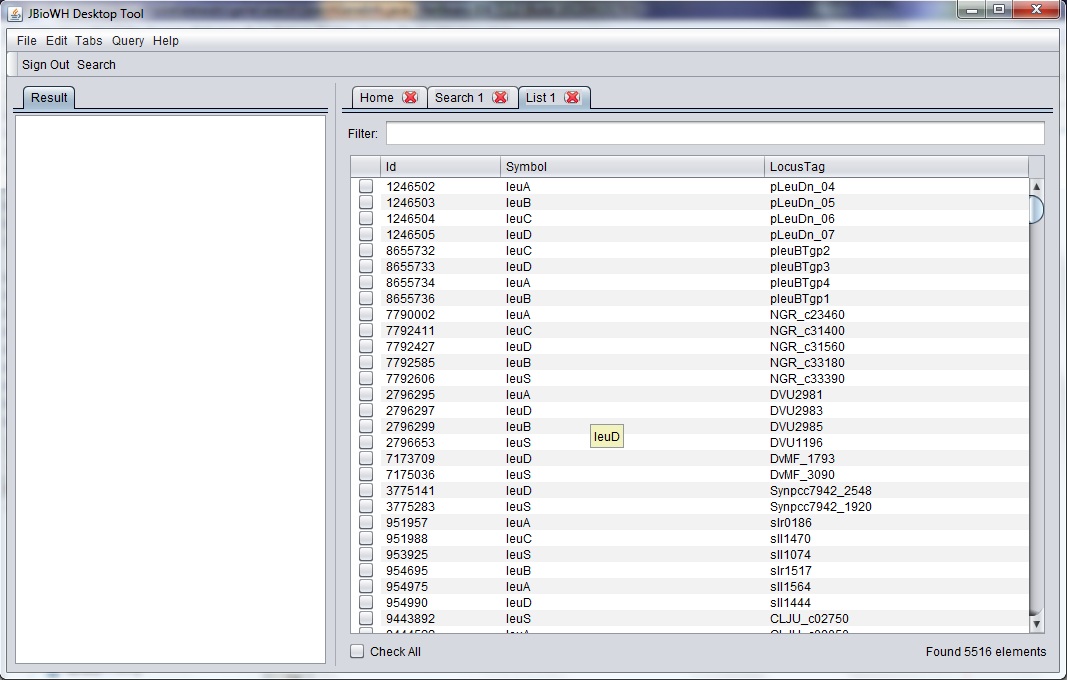 JBioWH Desktop Tool
File Edit Tabs Query Help
Sign Out Search
Result
Home Search 1 List 1
Filter:
Id Symbol LocusTag
1246502 leuA pLeuDn_04
1246503 leuB pLeuDn_05
1246504 leuC pLeuDn_06
1246505 leuD pLeuDn_07
8655732 leuC pleuBTgp2
8655733 leuD pleuBTgp3
8655734 leuA pleuBTgp4
8655736 leuB pleuBTgp1
7790002 leuA NGR_c23460
7792411 leuC NGR_c31400
7792427 leuD NGR_c31560
7792585 leuB NGR_c33180
7792606 leuS NGR_c33390
2796295 leuA DVU2981
2796297 leuD DVU2983
2796299 leuB DVU2985
leuD
2796653 leuS DVU1196
7173709 leuD DvMF_1793
7175036 leuS DvMF_3090
3775141 leuD Synpcc7942_2548
3775283 leuS Synpcc7942_1920
951957 leuA slr0186
951988 leuC sll1470
953925 leuS sll1074
954695 leuB slr1517
954975 leuA sll1564
954990 leuD sll1444
9443892 leuS CLJU_c02750
Check All Found 5516 elements